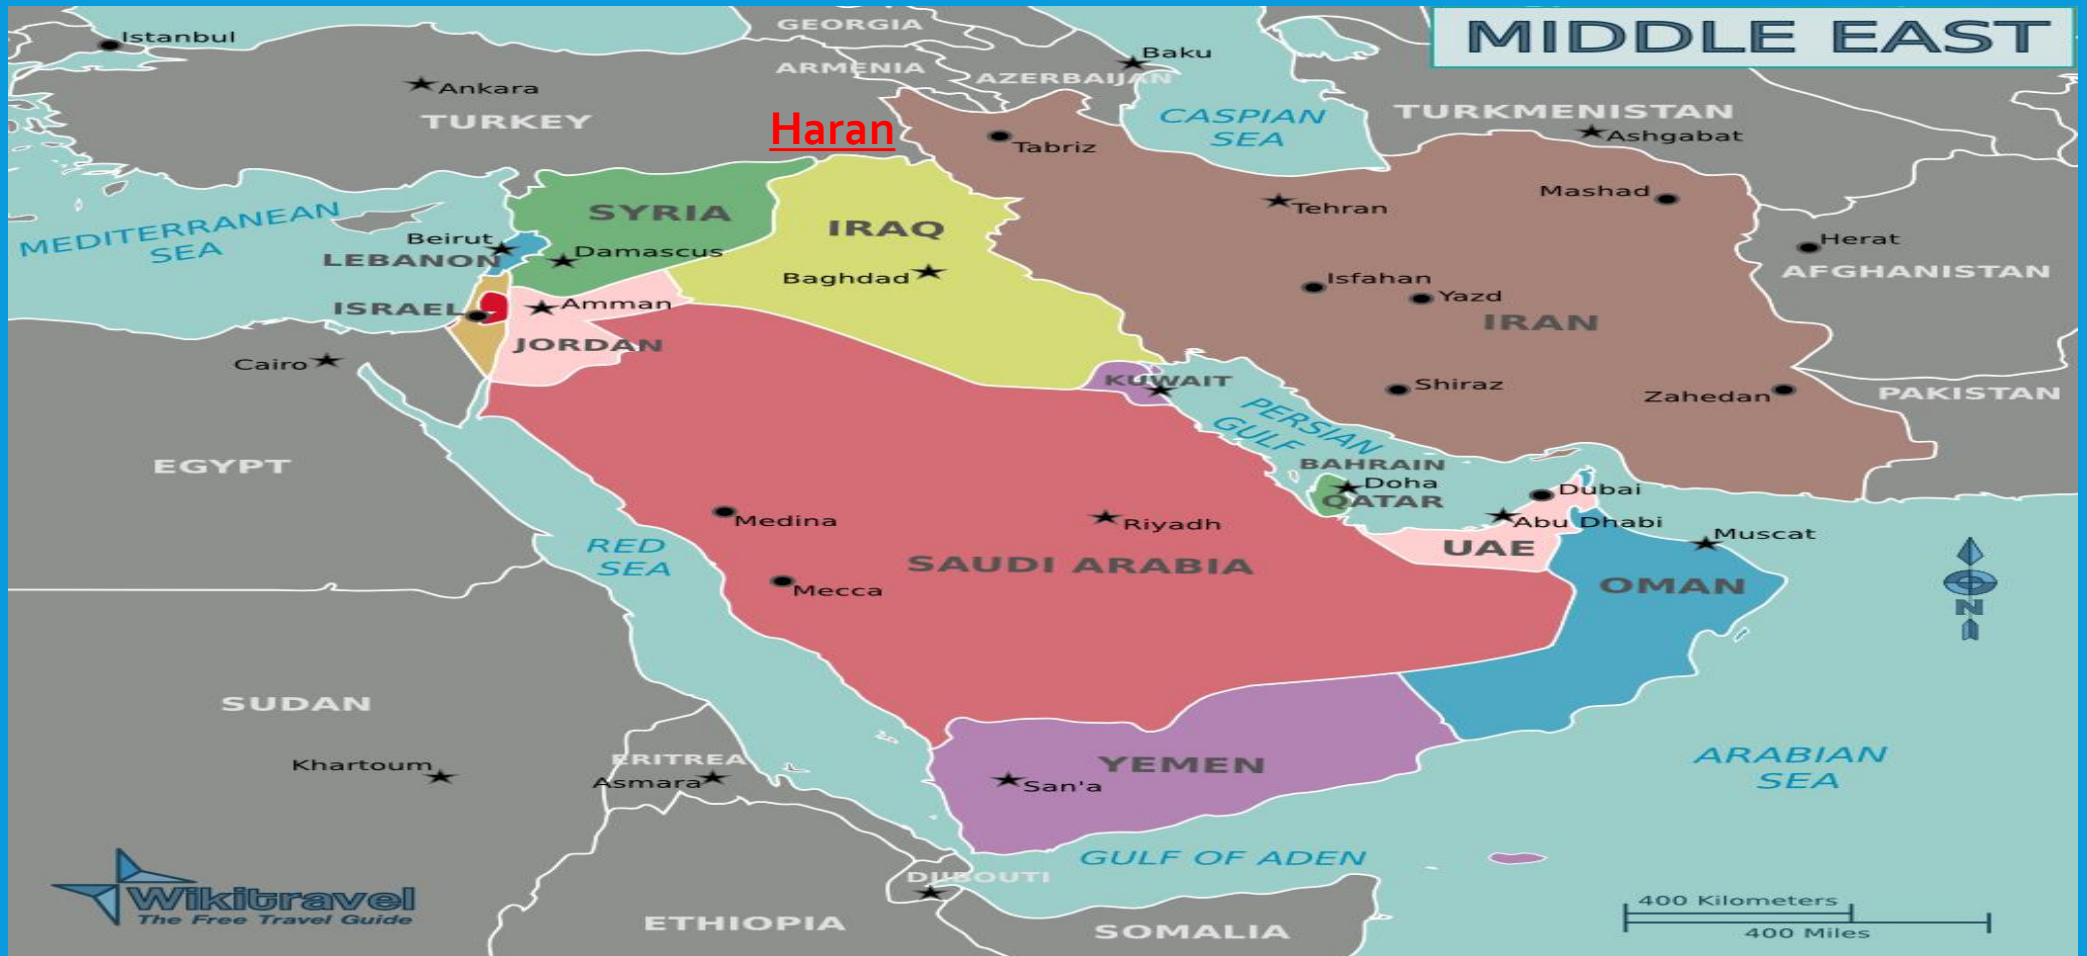 MIDDLE EAST
GEORGIA
Istanbul
Baku
ARMENIA
AZERBAIJAN
Ankara
TURKEY
Haran
CASPIAN
SEA
TURKMENISTAN
Ashgabat
Tabriz
Mashad
Tehran
SYRIA
IRAQ
MEDITERRANEAN
SEA
Beirut
LEBANON
Damascus
Baghdad
Herat
AFGHANISTAN
Isfahan
Yazd
IRAN
ISRAEL
Amman
JORDAN
Cairo
KUWAIT
Shiraz
Zahedan
PAKISTAN
PERSIAN
GULF
EGYPT
BAHRAIN
Doha
QATAR
Dubai
Abu Dhabi
Muscat
UAE
Medina
Riyadh
RED
SEA
SAUDI ARABIA
Mecca
OMAN
N
SUDAN
Khartoum
ERITREA
Asmara
YEMEN
San'a
ARABIAN
SEA
GULF OF ADEN
DJIBOUTI
ETHIOPIA
SOMALIA
Wikitravel
The Free Travel Guide
400 Kilometers
400 Miles